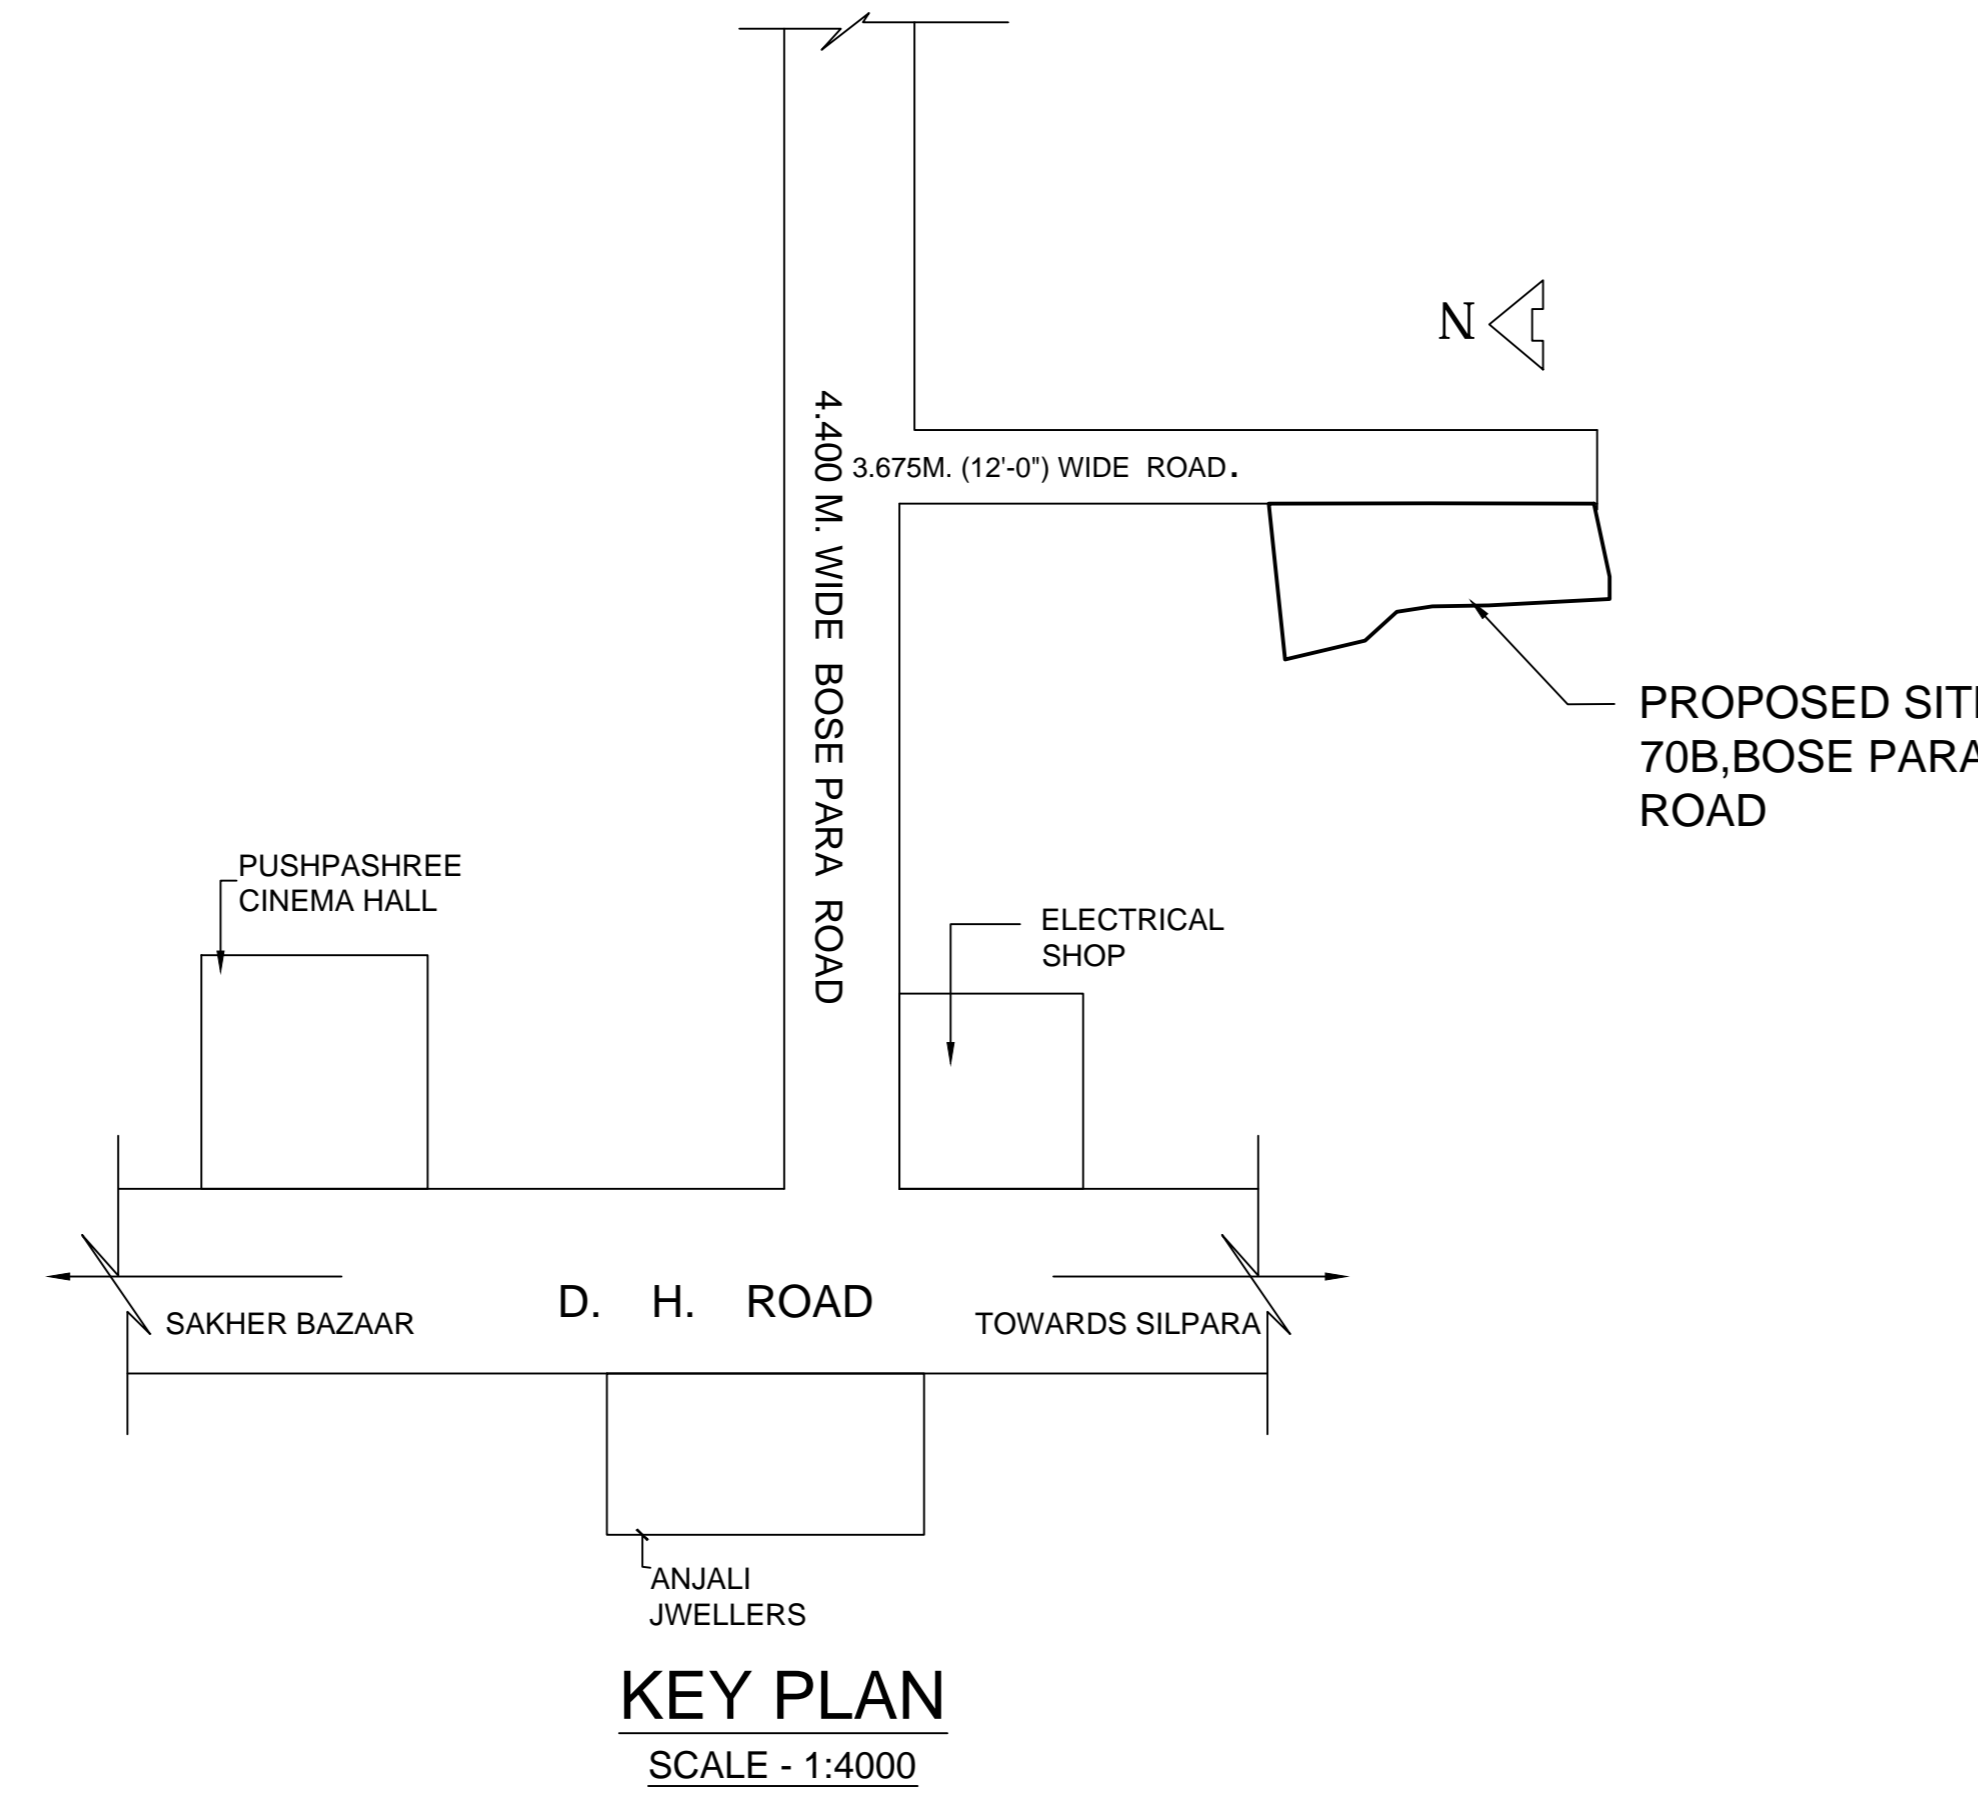 N
4.400 M. WIDE BOSE PARA ROAD
3.675M. (12'-0") WIDE ROAD.
PROPOSED SITE
70B,BOSE PARA
ROAD
PUSHPASHREE
CINEMA HALL
ELECTRICAL
SHOP
SAKHER BAZAAR
D. H. ROAD
TOWARDS SILPARA
ANJALI
JWELLERS
KEY PLAN
SCALE - 1:4000